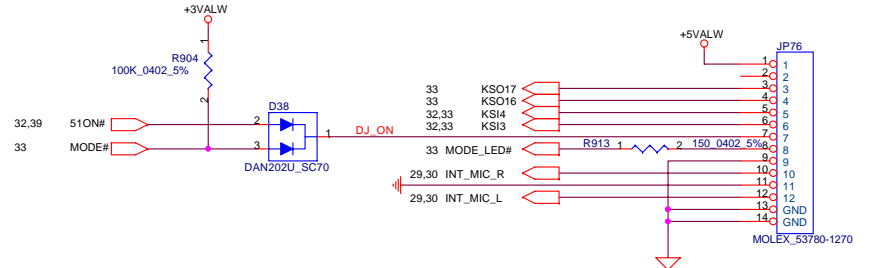 +3VALW
+5VALW
JP76
R904
100K_0402_5%
1
2
D38
32,39 51ON# 2
33 MODE# 3
1 DJ_ON
DAN202U_SC70
1 1
2 2
33 KSO17 3 3
33 KSO16 4 4
32,33 KSI4 5 5
32,33 KSI3 6 6
7 7
33 MODE_LED# R913 1 2 150_0402_5% 8 8
9 9
29,30 INT_MIC_R 10 10
11 11
29,30 INT_MIC_L 12 12
13 GND
14 GND
MOLEX_53780-1270